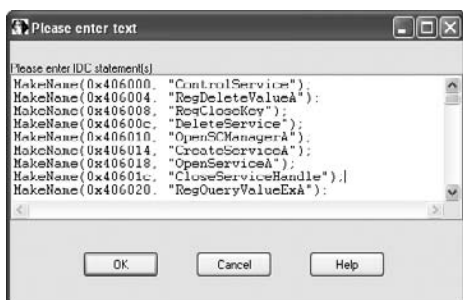 Please enter text
Please enter IDC statement(s)
MakeName(0x406000, "ControlService");
MakeName(0x406004, "RegDeleteValueA");
MakeName(0x406008, "RegCloseKey");
MakeName(0x40600c, "DeleteService");
MakeName(0x406010, "OpenSCManagerA");
MakeName(0x406014, "CreateServiceA");
MakeName(0x406018, "OpenServiceA");
MakeName(0x40601c, "CloseServiceHandle");
MakeName(0x406020, "RegQueryValueExA");
OK
Cancel
Help